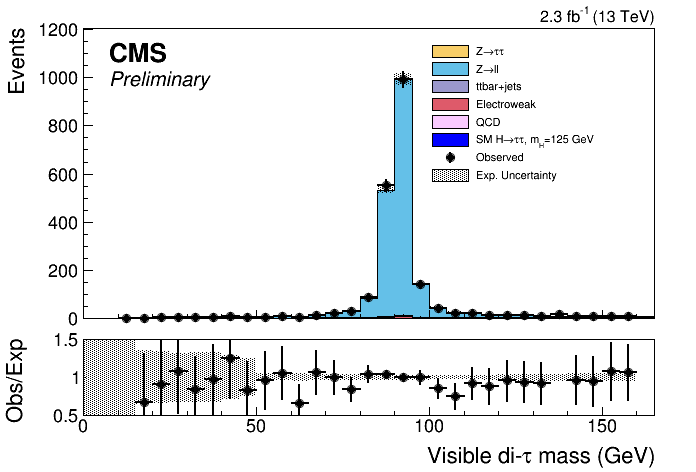 2.3 fb⁻¹ (13 TeV)
Events
1200
1000
800
600
400
200
0
CMS
Preliminary
Z→ττ
Z→ll
ttbar+jets
Electroweak
QCD
SM H→ττ, m_H=125 GeV
Observed
Exp. Uncertainty
Obs/Exp
1.5
1
0.5
0 50 100 150
Visible di-τ mass (GeV)